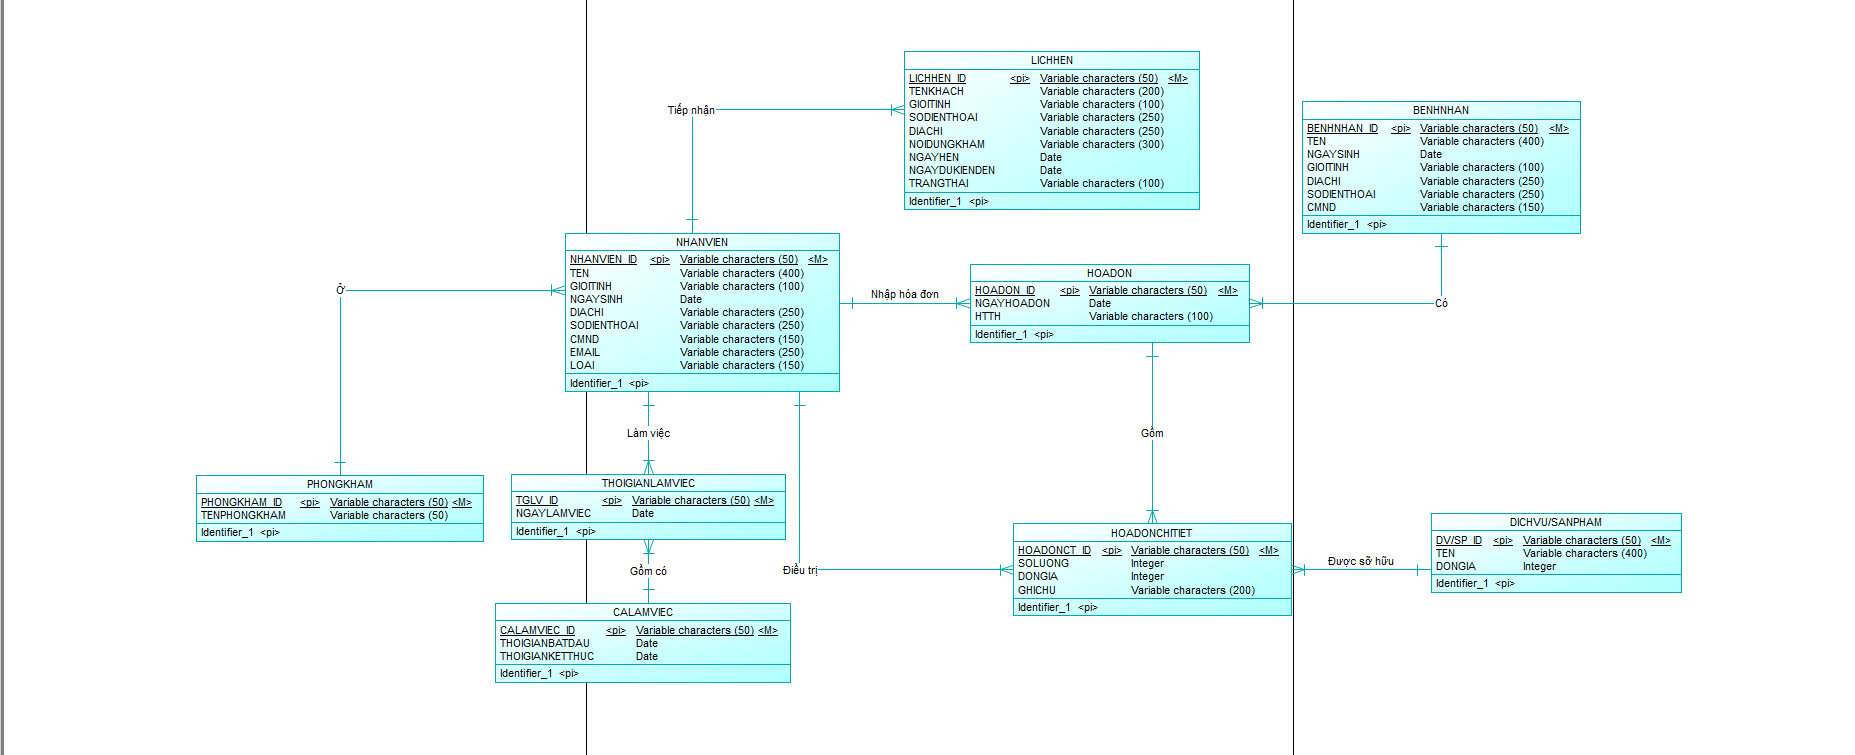 LICHHEN
LICHHEN_ID <pi> Variable characters (50) <M>
TENKHACH Variable characters (200)
GIOITINH Variable characters (100)
SODIENTHOAI Variable characters (250)
DIACHI Variable characters (250)
NOIDUNGKHAM Variable characters (300)
NGAYHEN Date
NGAYDUKIENDEN Date
TRANGTHAI Variable characters (100)
Identifier_1 <pi>
Tiếp nhận
BENHNHAN
BENHNHAN_ID <pi> Variable characters (50) <M>
TEN Variable characters (400)
NGAYSINH Date
GIOITINH Variable characters (100)
DIACHI Variable characters (250)
SODIENTHOAI Variable characters (250)
CMND Variable characters (150)
Identifier_1 <pi>
NHANVIEN
NHANVIEN_ID <pi> Variable characters (50) <M>
TEN Variable characters (400)
GIOITINH Variable characters (100)
NGAYSINH Date
DIACHI Variable characters (250)
SODIENTHOAI Variable characters (250)
CMND Variable characters (150)
EMAIL Variable characters (250)
LOAI Variable characters (150)
Identifier_1 <pi>
Ở
Nhập hóa đơn
HOADON
HOADON_ID <pi> Variable characters (50) <M>
NGAYHOADON Date
HTTH Variable characters (100)
Identifier_1 <pi>
Có
Làm việc
Gồm
PHONGKHAM
PHONGKHAM_ID <pi> Variable characters (50) <M>
TENPHONGKHAM Variable characters (50)
Identifier_1 <pi>
THOIGIANLAMVIEC
TGLV_ID <pi> Variable characters (50) <M>
NGAYLAMVIEC Date
Identifier_1 <pi>
Gồm có
Điều trị
HOADONCHITIET
HOADONCT_ID <pi> Variable characters (50) <M>
SOLUONG Integer
DONGIA Integer
GHICHU Variable characters (200)
Identifier_1 <pi>
Được sỡ hữu
DICHVU/SANPHAM
DV/SP_ID <pi> Variable characters (50) <M>
TEN Variable characters (400)
DONGIA Integer
Identifier_1 <pi>
CALAMVIEC
CALAMVIEC_ID <pi> Variable characters (50) <M>
THOIGIANBATDAU Date
THOIGIANKETTHUC Date
Identifier_1 <pi>